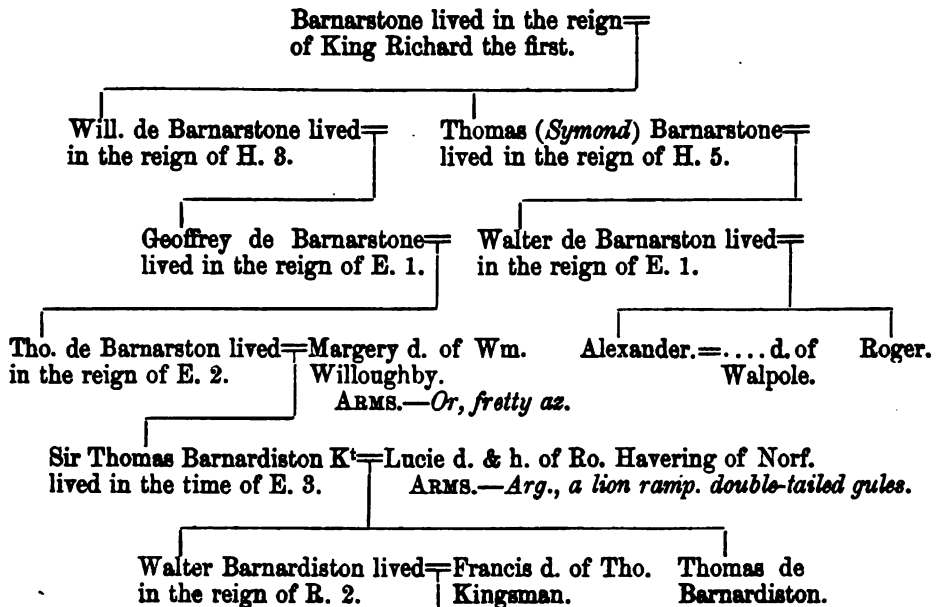 Barnarstone lived in the reign=
of King Richard the first.
Will. de Barnarstone lived=
in the reign of H. 3.
Thomas (Symond) Barnarstone=
lived in the reign of H. 5.
Geoffrey de Barnarstone=
lived in the reign of E. 1.
Walter de Barnarston lived=
in the reign of E. 1.
Tho. de Barnarston lived=Margery d. of Wm.
in the reign of E. 2. Willoughby.
ARMS.—Or, fretty az.
Alexander.=....d. of
Walpole.
Roger.
Sir Thomas Barnardiston Kt=Lucie d. & h. of Ro. Havering of Norf.
lived in the time of E. 3. ARMS.—Arg., a lion ramp. double-tailed gules.
Walter Barnardiston lived=Francis d. of Tho.
in the reign of R. 2. Kingsman.
Thomas de
Barnardiston.